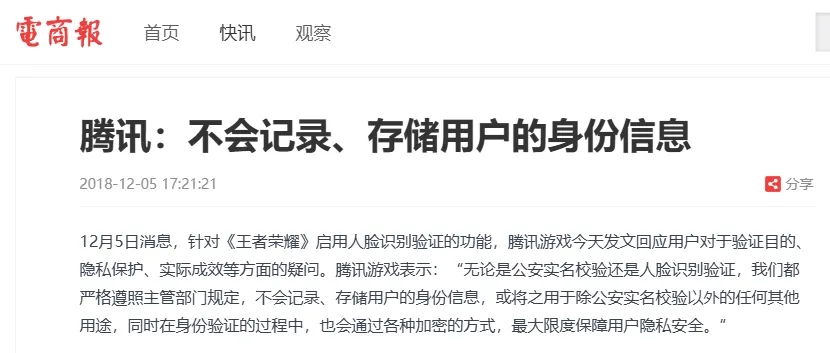 電商報 首页 快讯 观察
腾讯：不会记录、存储用户的身份信息
2018-12-05 17:21:21 分享
12月5日消息，针对《王者荣耀》启用人脸识别验证的功能，腾讯游戏今天发文回应用户对于验证目的、
隐私保护、实际成效等方面的疑问。腾讯游戏表示：“无论是公安实名校验还是人脸识别验证，我们都
严格遵照主管部门规定，不会记录、存储用户的身份信息，或将之用于除公安实名校验以外的任何其他
用途，同时在身份验证的过程中，也会通过各种加密的方式，最大限度保障用户隐私安全。“